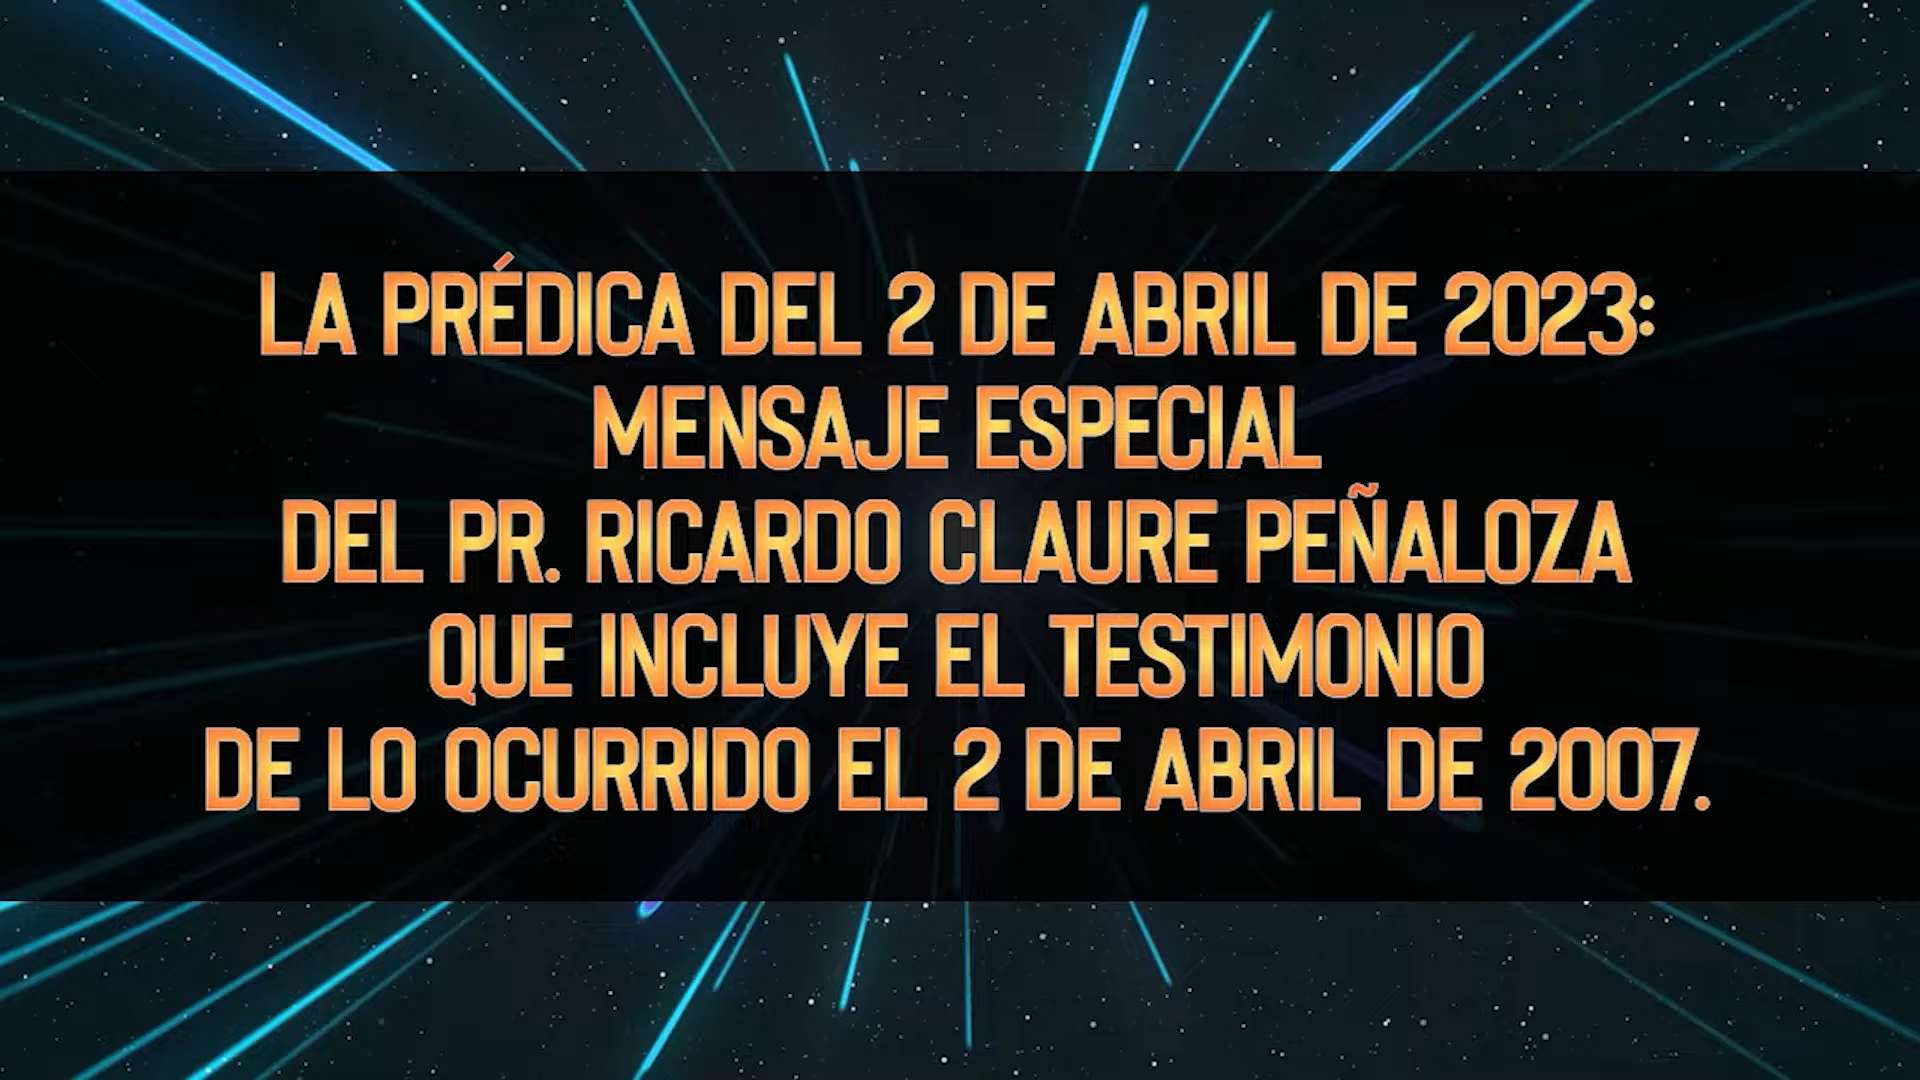 LA PRÉDICA DEL 2 DE ABRIL DE 2023:
MENSAJE ESPECIAL
DEL PR. RICARDO CLAURE PEÑALOZA
QUE INCLUYE EL TESTIMONIO
DE LO OCURRIDO EL 2 DE ABRIL DE 2007.